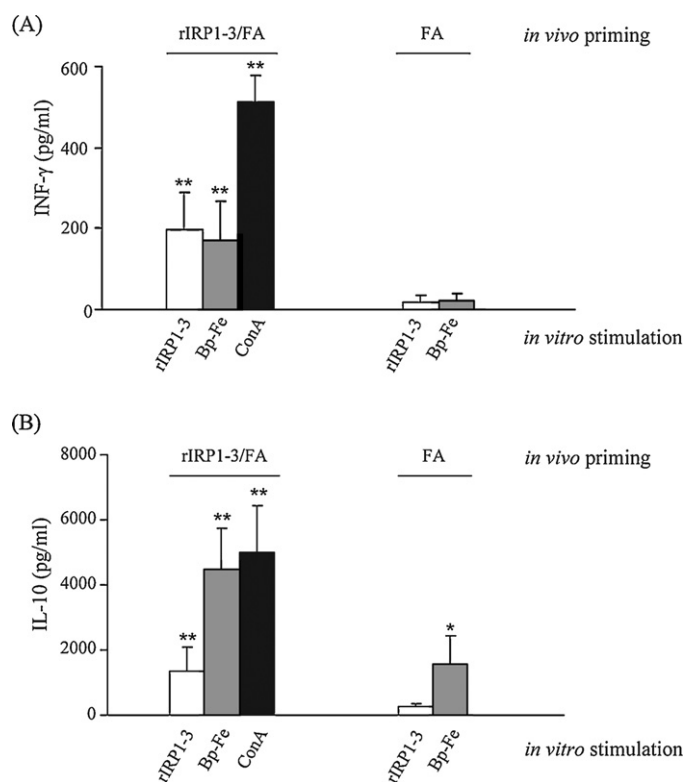 (A)
rIRP1-3/FA FA in vivo priming
INF-γ (pg/ml)
600
400
200
0
** ** **
rIRP1-3 Bp-Fe ConA rIRP1-3 Bp-Fe
in vitro stimulation
(B)
rIRP1-3/FA FA in vivo priming
IL-10 (pg/ml)
8000
6000
4000
2000
0
** ** ** *
rIRP1-3 Bp-Fe ConA rIRP1-3 Bp-Fe
in vitro stimulation